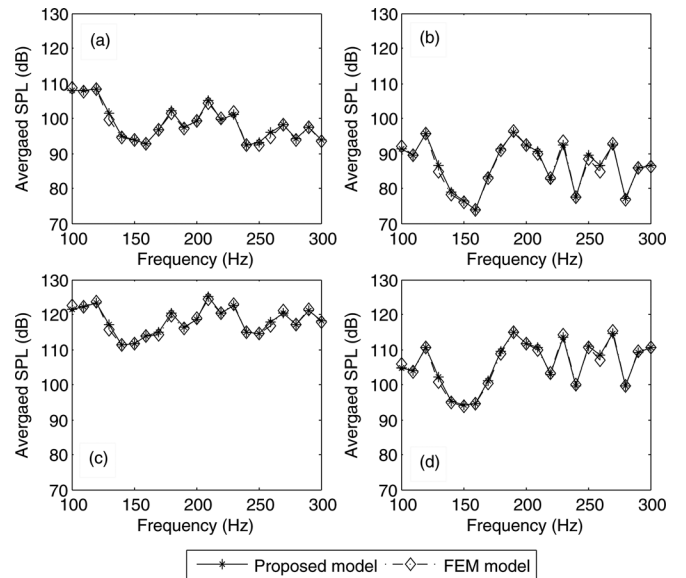 (a)
Avergaed SPL (dB)
130
120
110
100
90
80
70
100 150 200 250 300
Frequency (Hz)
(b)
Avergaed SPL (dB)
130
120
110
100
90
80
70
100 150 200 250 300
Frequency (Hz)
(c)
Avergaed SPL (dB)
130
120
110
100
90
80
70
100 150 200 250 300
Frequency (Hz)
(d)
Avergaed SPL (dB)
130
120
110
100
90
80
70
100 150 200 250 300
Frequency (Hz)
Proposed model FEM model